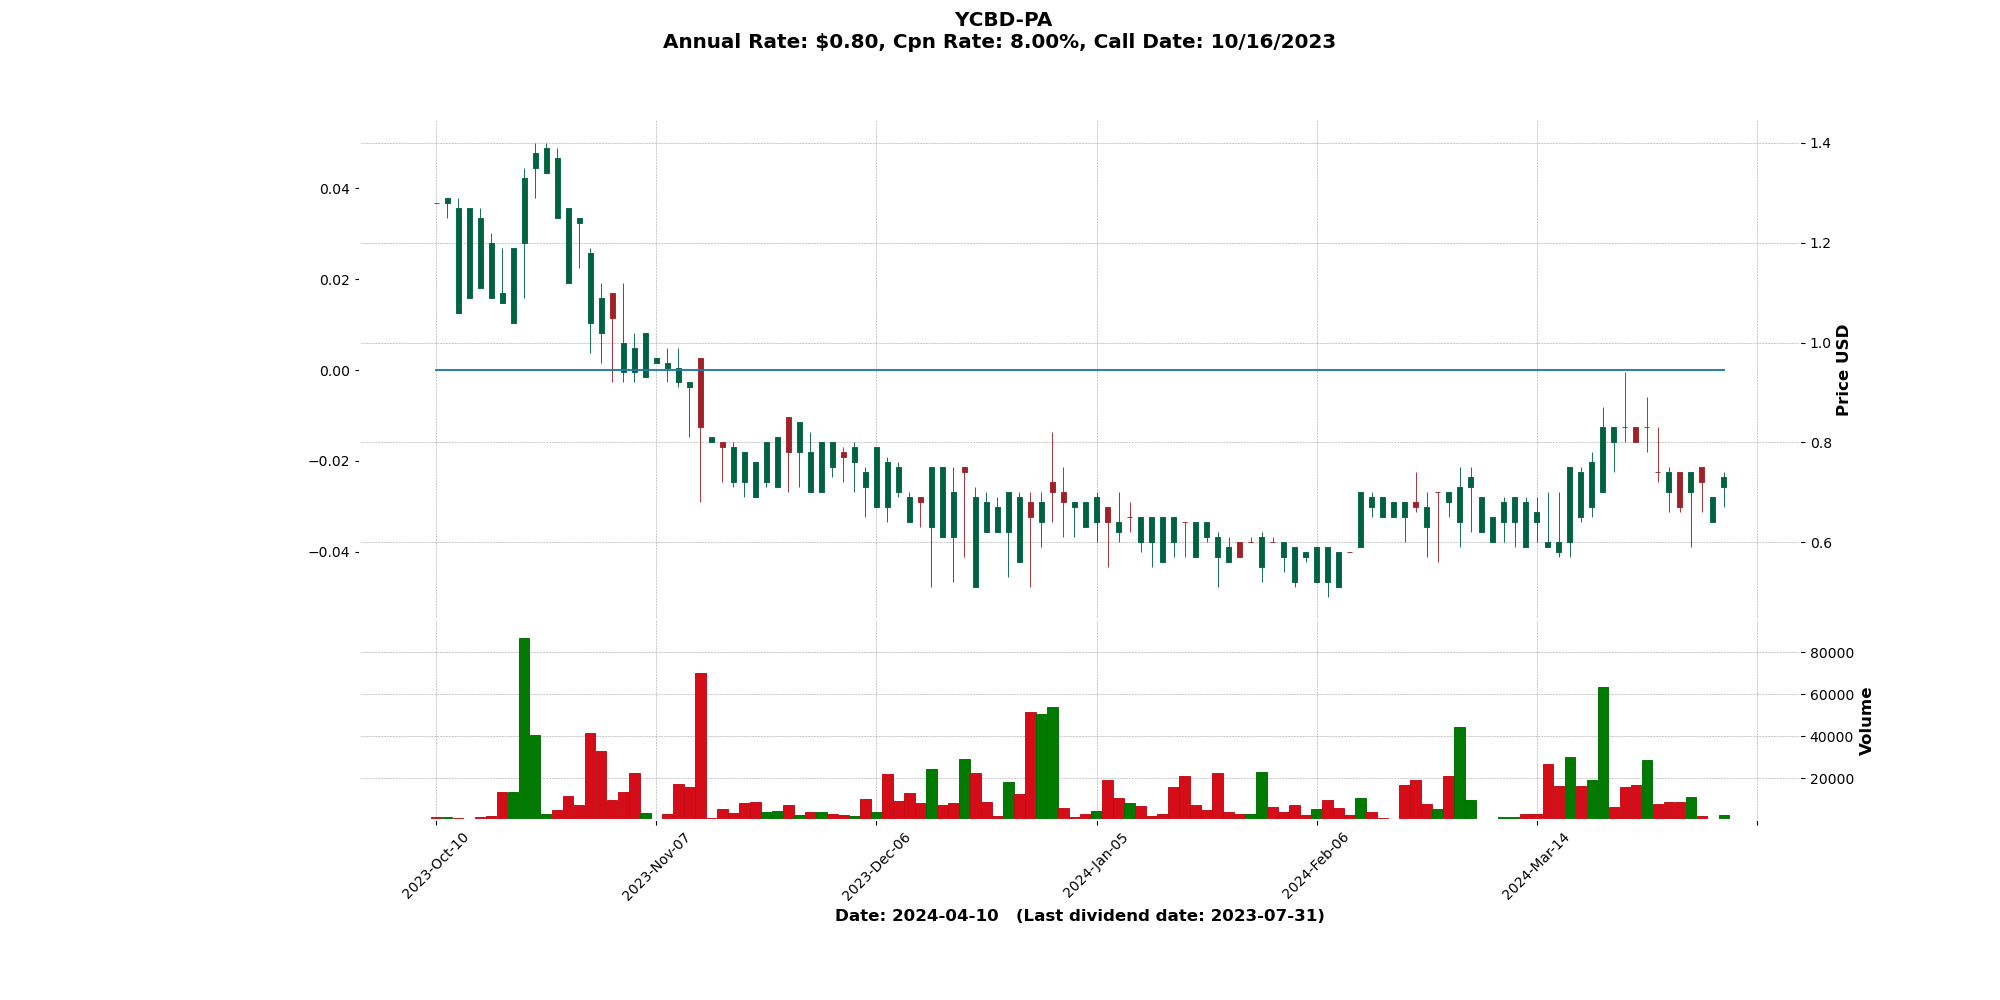 YCBD-PA
Annual Rate: $0.80, Cpn Rate: 8.00%, Call Date: 10/16/2023
0.04
0.02
0.00
−0.02
−0.04
1.4
1.2
1.0
0.8
0.6
Price USD
80000
60000
40000
20000
Volume
2023-Oct-10
2023-Nov-07
2023-Dec-06
2024-Jan-05
2024-Feb-06
2024-Mar-14
Date: 2024-04-10   (Last dividend date: 2023-07-31)